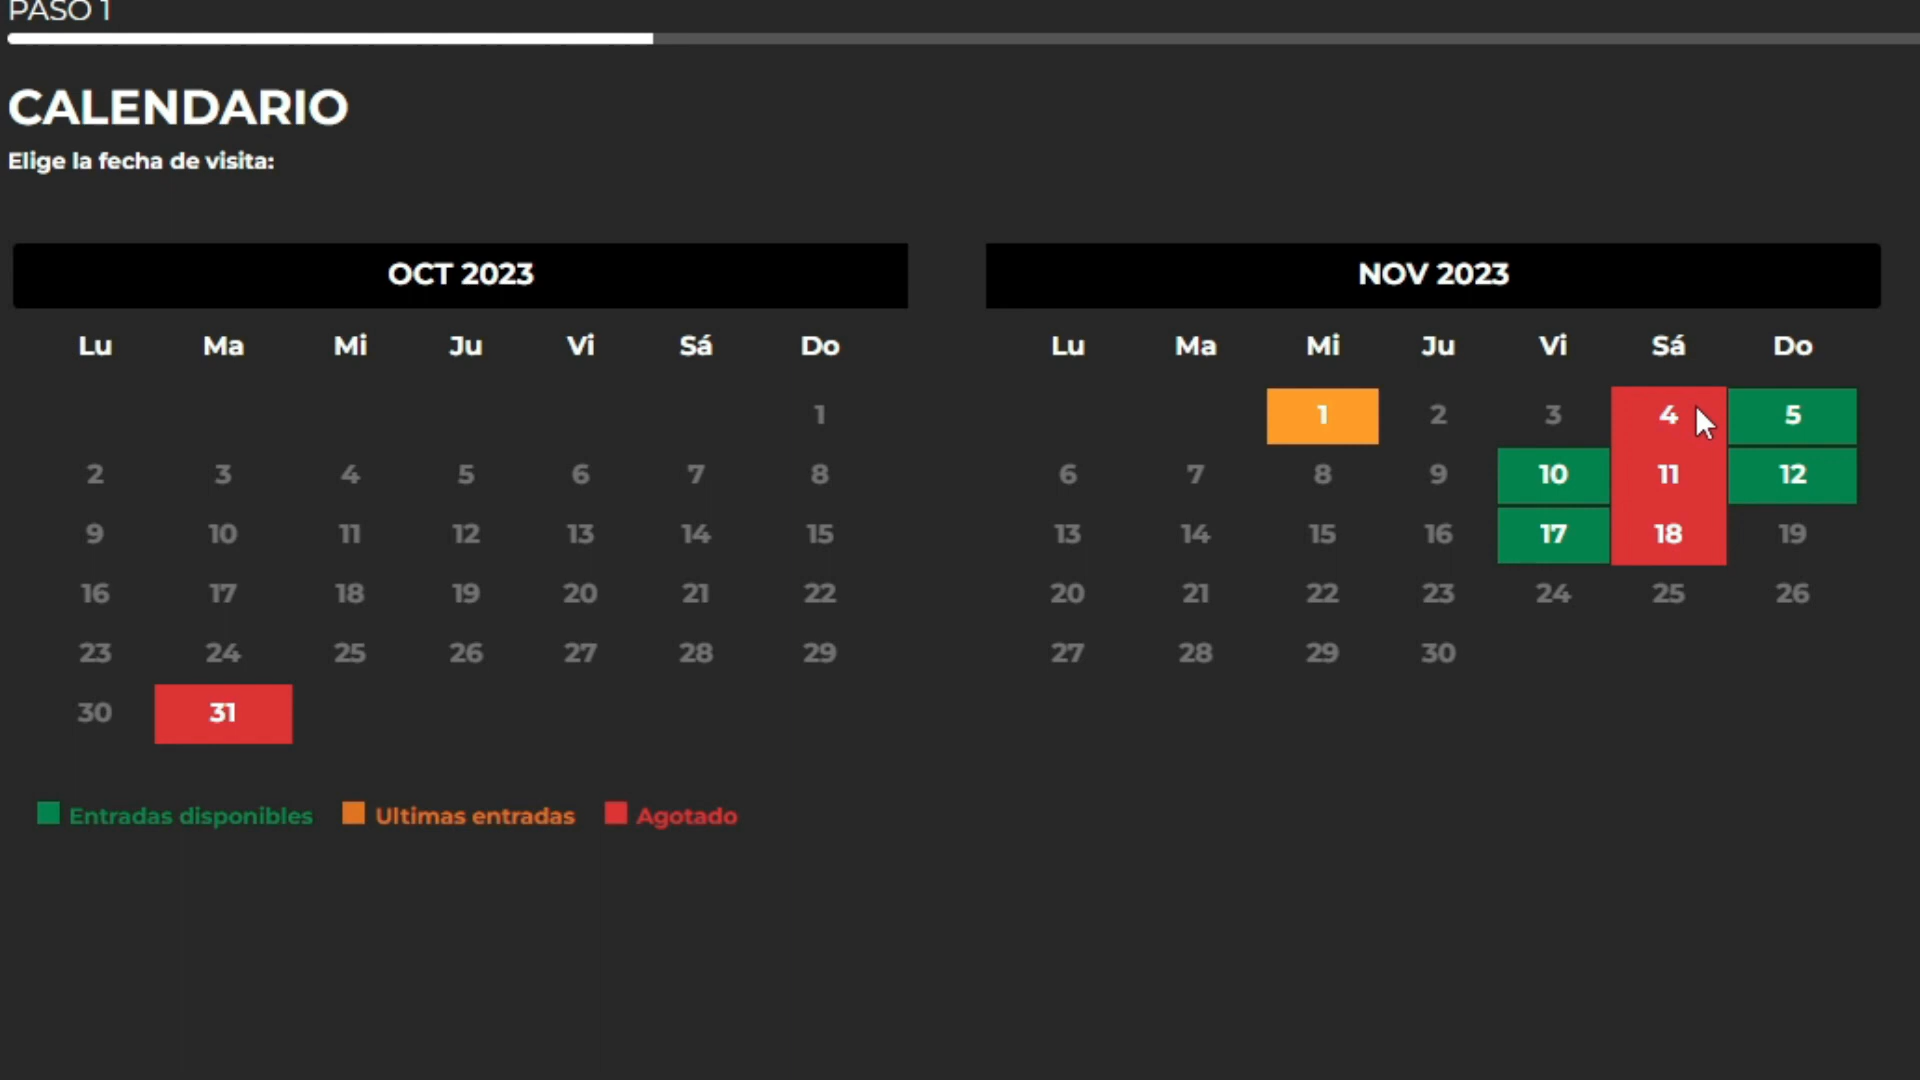 PASO 1
CALENDARIO
Elige la fecha de visita:
OCT 2023
Lu Ma Mi Ju Vi Sá Do
1
2 3 4 5 6 7 8
9 10 11 12 13 14 15
16 17 18 19 20 21 22
23 24 25 26 27 28 29
30 31
NOV 2023
Lu Ma Mi Ju Vi Sá Do
1 2 3 4 5
6 7 8 9 10 11 12
13 14 15 16 17 18 19
20 21 22 23 24 25 26
27 28 29 30
Entradas disponibles Ultimas entradas Agotado